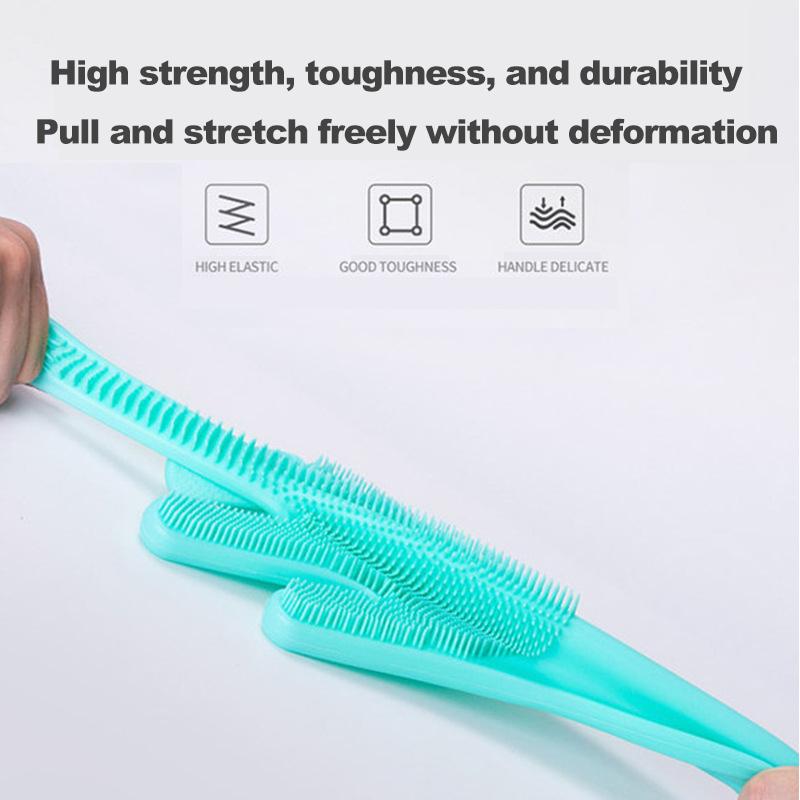 High strength, toughness, and durability
Pull and stretch freely without deformation
HIGH ELASTIC
GOOD TOUGHNESS
HANDLE DELICATE